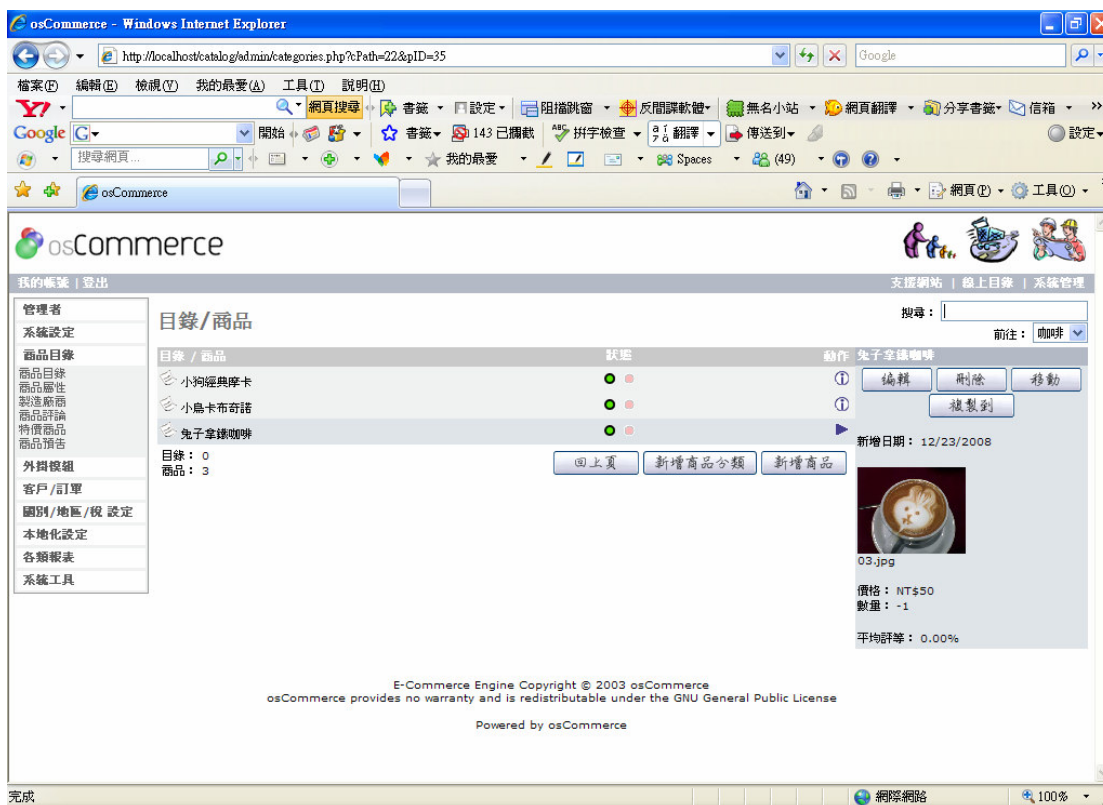 osCommerce - Windows Internet Explorer
http://localhost/catalog/admin/categories.php?cPath=22&pID=35
Google
檔案(F) 編輯(E) 檢視(V) 我的最愛(A) 工具(T) 說明(H)
網頁搜尋 書籤 設定 阻擋跳窗 反間諜軟體 無名小站 網頁翻譯 分享書籤 信箱 »
Google G 開始 書籤 143 已攔截 拼字檢查 翻譯 傳送到 設定
搜尋網頁... 我的最愛 Spaces (49)
osCommerce 網頁(P) 工具(O)
osCommerce
我的帳號 | 登出 支援網站 | 線上目錄 | 系統管理
管理者
系統設定
商品目錄
商品目錄
商品屬性
製造廠商
商品評論
特價商品
商品預告
外掛模組
客戶/訂單
國別/地區/稅 設定
本地化設定
各類報表
系統工具
目錄/商品
搜尋：
前往： 咖啡
目錄 / 商品 狀態 動作
小狗經典摩卡
小鳥卡布奇諾
兔子拿鐵咖啡
目錄： 0
商品： 3
回上頁 新增商品分類 新增商品
兔子拿鐵咖啡
編輯 刪除 移動
複製到
新增日期： 12/23/2008
03.jpg
價格： NT$50
數量： -1
平均評等： 0.00%
E-Commerce Engine Copyright © 2003 osCommerce
osCommerce provides no warranty and is redistributable under the GNU General Public License
Powered by osCommerce
完成 網際網路 100%